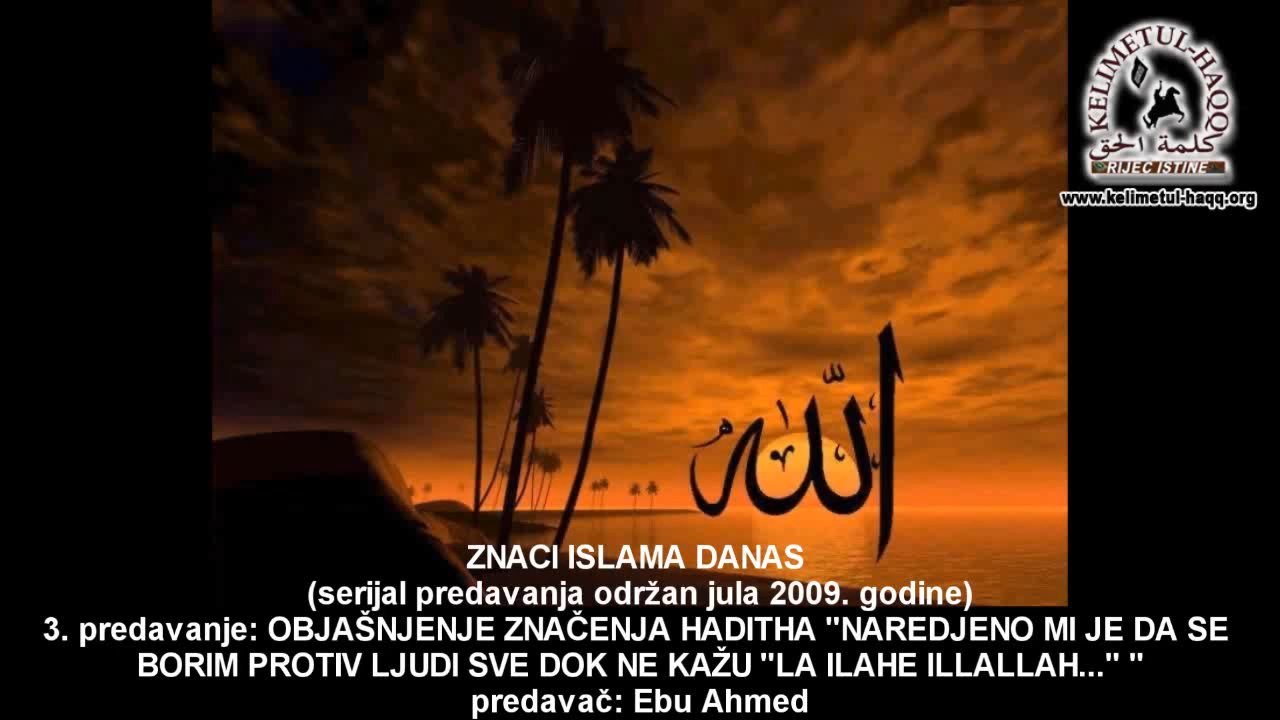 KELIMETUL-HAQQ
كلمة الحق
RIJEC ISTINE
www.kelimetul-haqq.org
الله
ZNACI ISLAMA DANAS
(serijal predavanja održan jula 2009. godine)
3. predavanje: OBJAŠNJENJE ZNAČENJA HADITHA "NAREDJENO MI JE DA SE
BORIM PROTIV LJUDI SVE DOK NE KAŽU "LA ILAHE ILLALLAH..." "
predavač: Ebu Ahmed